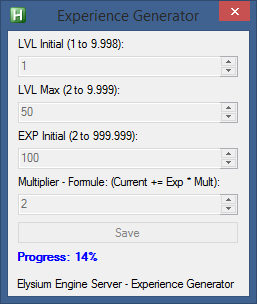 Experience Generator
LVL Initial (1 to 9.998):
1
LVL Max (2 to 9.999):
50
EXP Initial (2 to 999.999):
100
Multiplier - Formule: (Current += Exp * Mult):
2
Save
Progress: 14%
Elysium Engine Server - Experience Generator